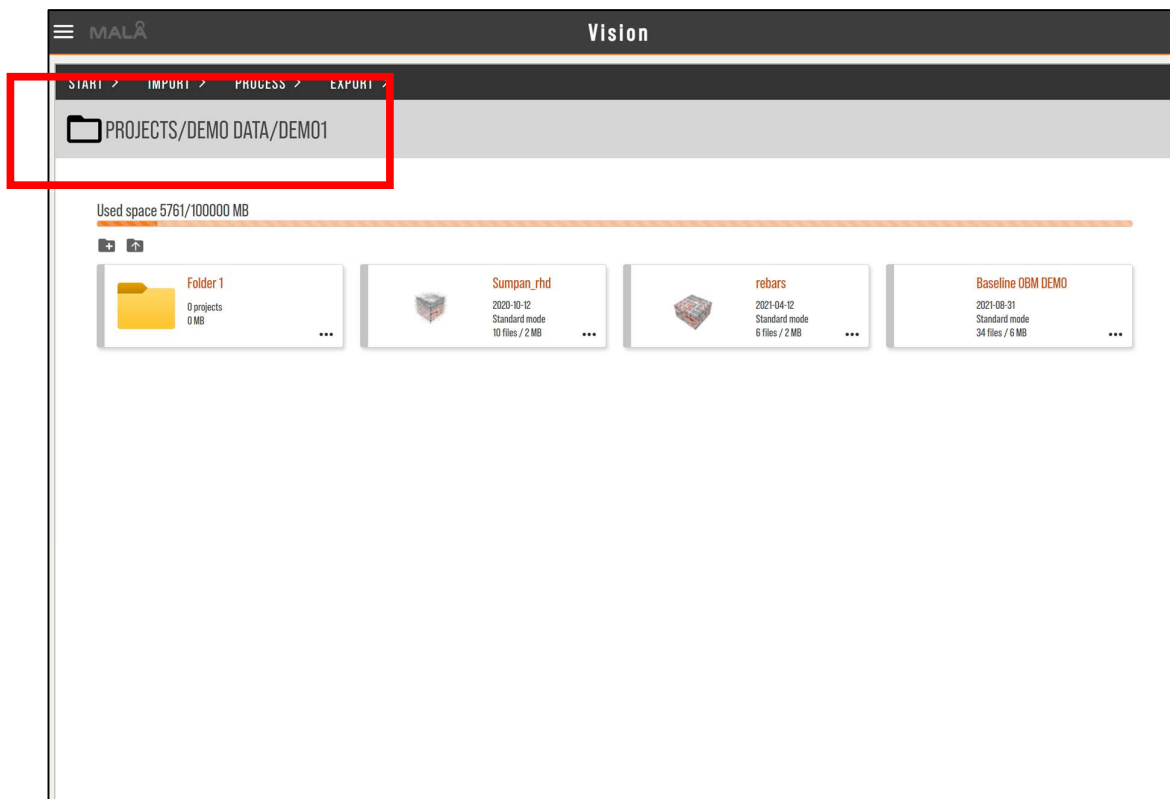 MALÅ
Vision
START > IMPORT > PROCESS > EXPORT >
PROJECTS/DEMO DATA/DEMO1
Used space 5761/100000 MB
Folder 1
0 projects
0 MB
Sumpan_rhd
2020-10-12
Standard mode
10 files / 2 MB
rebars
2021-04-12
Standard mode
6 files / 2 MB
Baseline OBM DEMO
2021-08-31
Standard mode
34 files / 6 MB